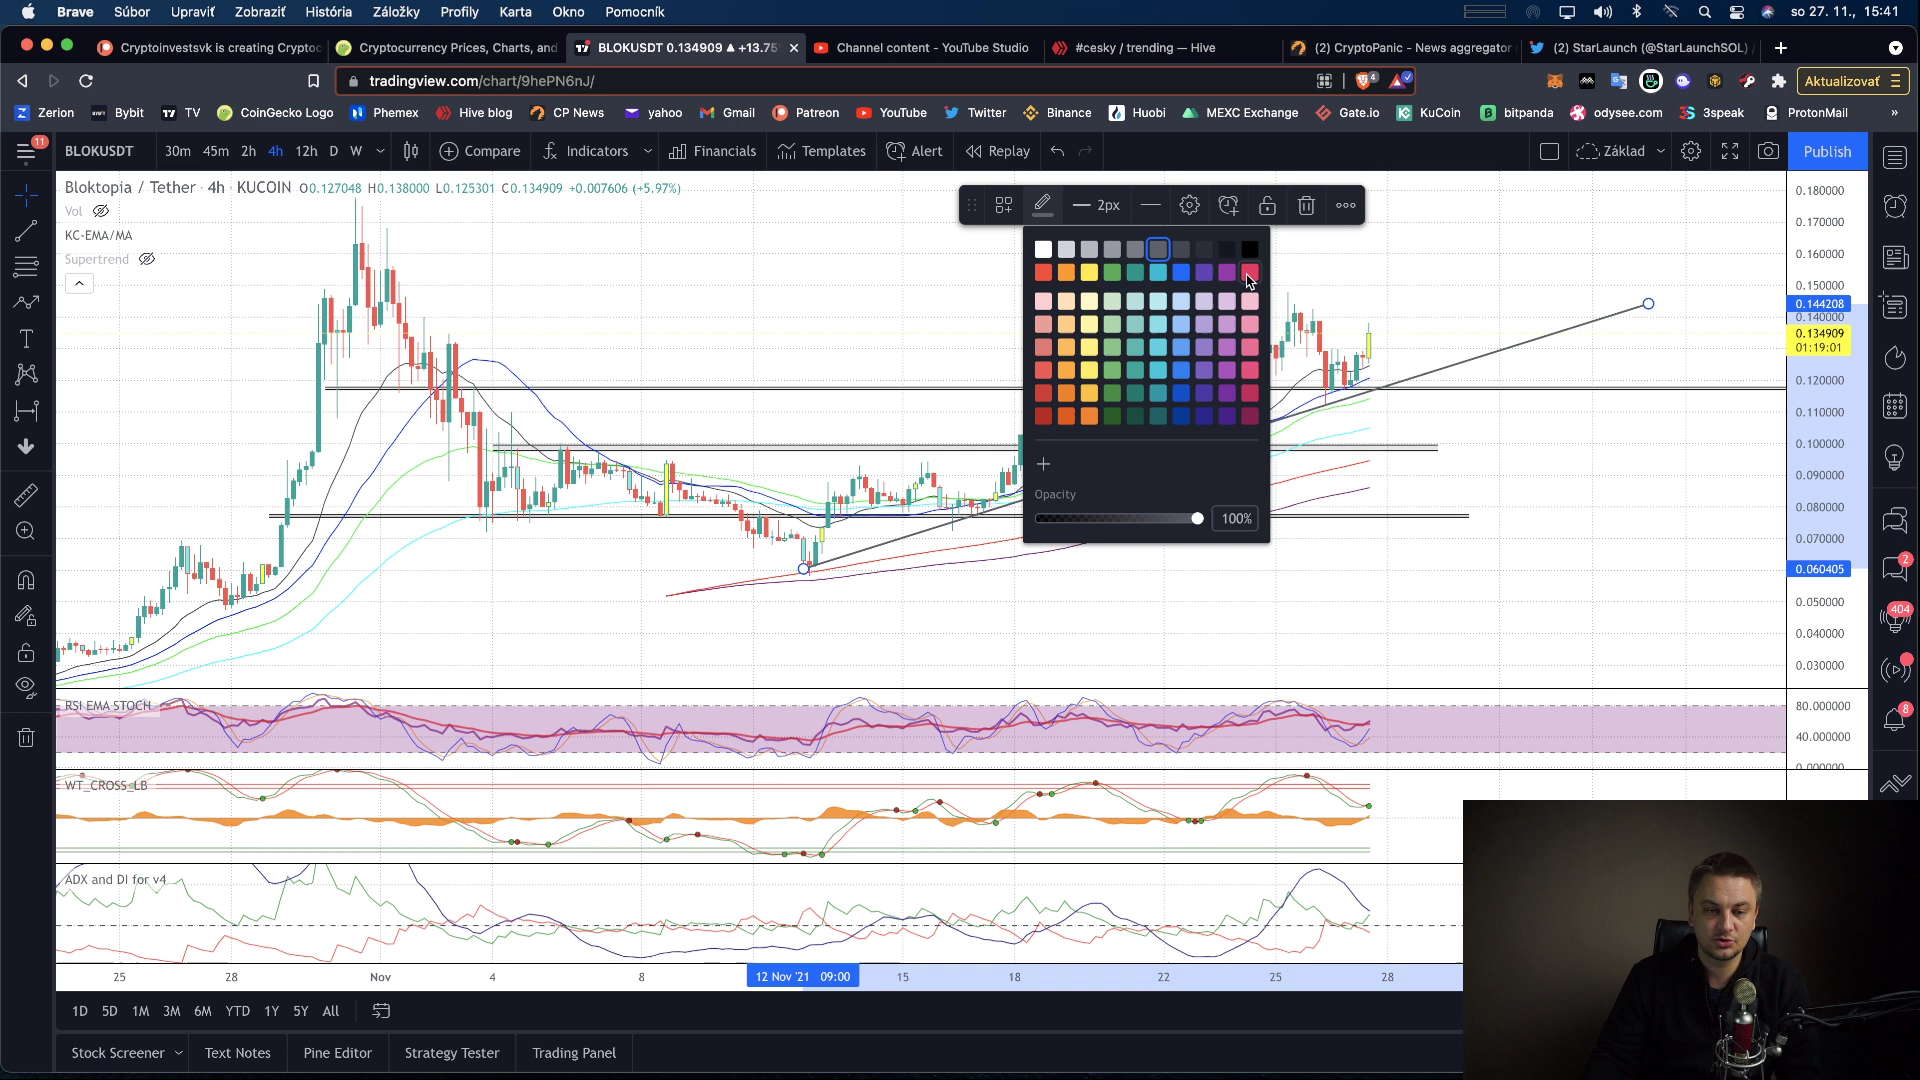 Brave Súbor Upraviť Zobraziť História Záložky Profily Karta Okno Pomocník so 27. 11., 15:41
Cryptoinvestsvk is creating Cryptoc Cryptocurrency Prices, Charts, and BLOKUSDT 0.134909 ▲ +13.75 Channel content - YouTube Studio #cesky / trending — Hive (2) CryptoPanic - News aggregator (2) StarLaunch (@StarLaunchSOL)
tradingview.com/chart/9hePN6nJ/ 4 Aktualizovať
Zerion Bybit TV CoinGecko Logo Phemex Hive blog CP News yahoo Gmail Patreon YouTube Twitter Binance Huobi MEXC Exchange Gate.io KuCoin bitpanda odysee.com 3speak ProtonMail »
11 BLOKUSDT 30m 45m 2h 4h 12h D W Compare Indicators Financials Templates Alert Replay Základ Publish
Bloktopia / Tether · 4h · KUCOIN O0.127048 H0.138000 L0.125301 C0.134909 +0.007606 (+5.97%)
Vol
KC-EMA/MA
Supertrend
2px
0.180000
0.170000
0.160000
0.150000
0.144208
0.140000
0.134909
01:19:01
0.120000
0.110000
0.100000
0.090000
0.080000
0.070000
0.060405
0.050000
0.040000
0.030000
Opacity
100%
RSI EMA STOCH
80.000000
40.000000
0.000000
WT_CROSS_LB
ADX and DI for v4
25 28 Nov 4 8 12 Nov '21 09:00 15 18 22 25 28
1D 5D 1M 3M 6M YTD 1Y 5Y All
Stock Screener Text Notes Pine Editor Strategy Tester Trading Panel
2
404
8